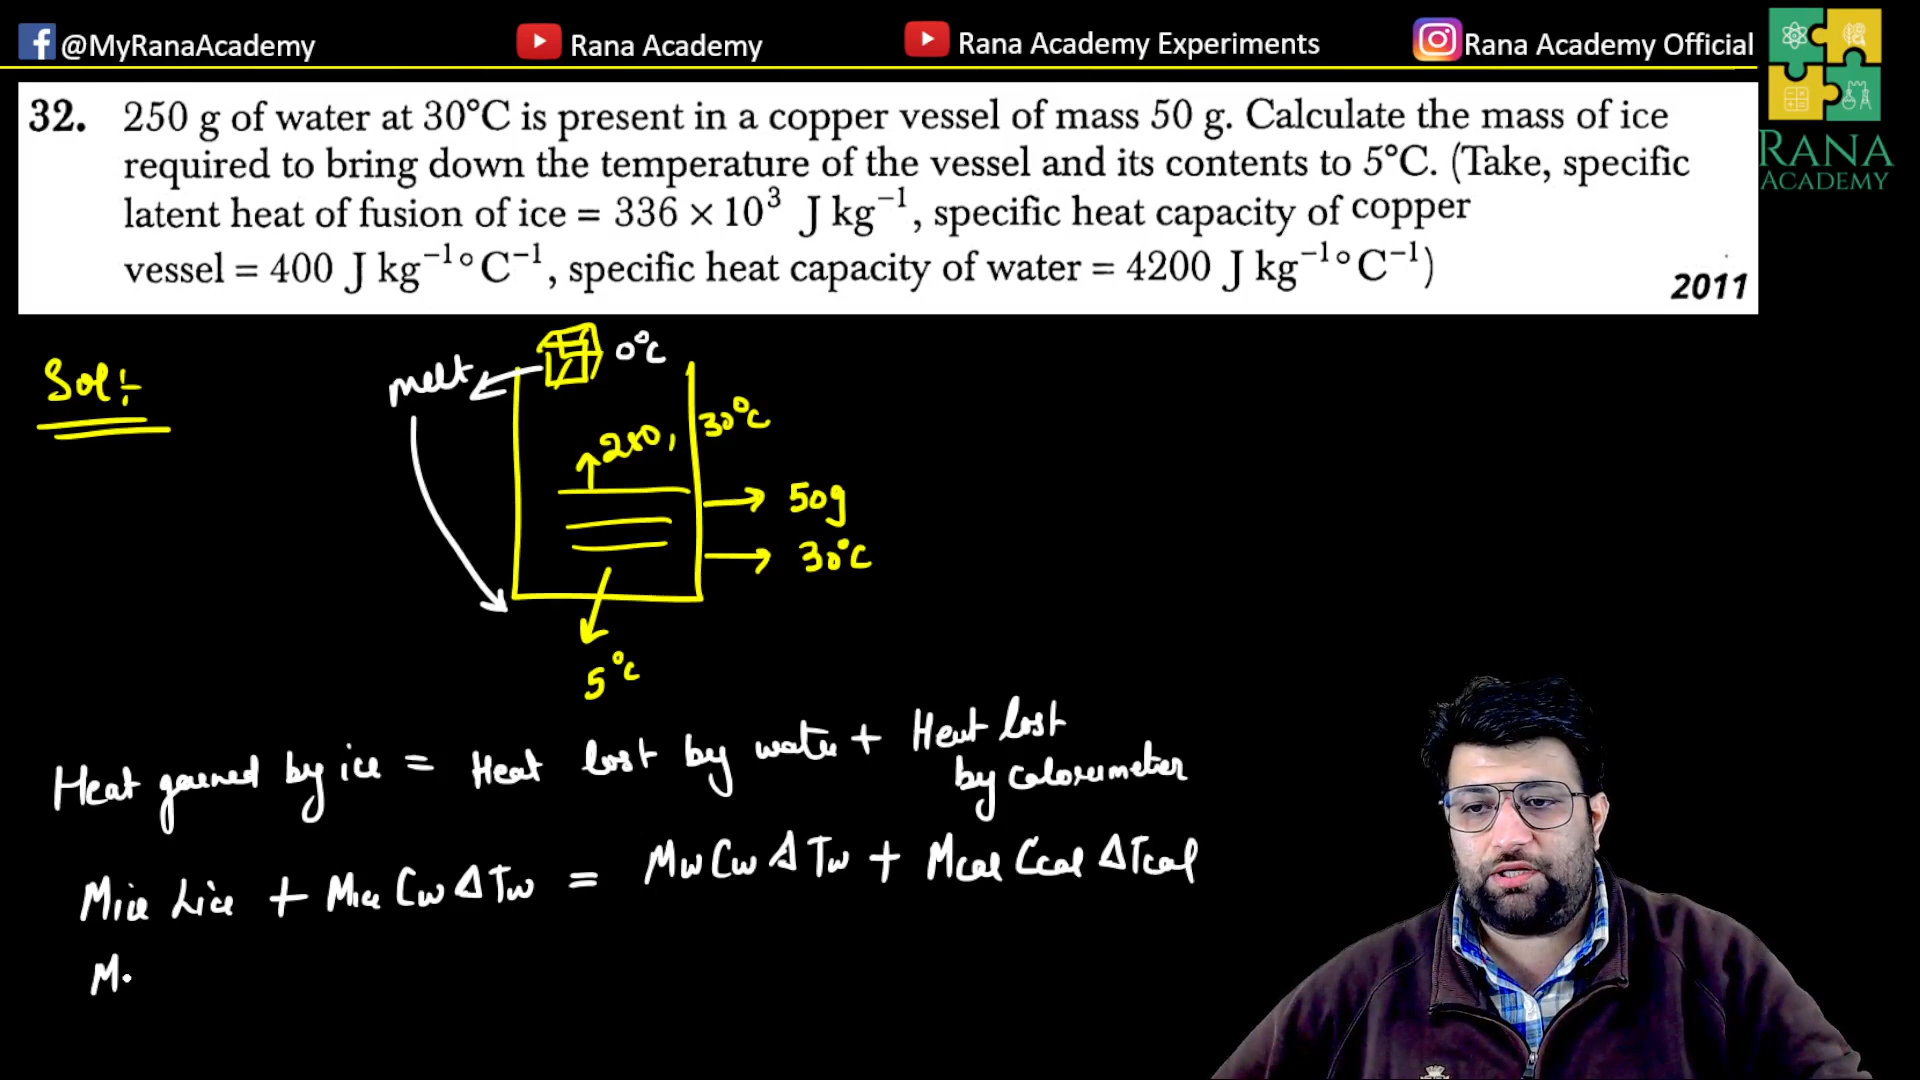 @MyRanaAcademy Rana Academy Rana Academy Experiments Rana Academy Official
RANA
ACADEMY
32. 250 g of water at 30°C is present in a copper vessel of mass 50 g. Calculate the mass of ice
required to bring down the temperature of the vessel and its contents to 5°C. (Take, specific
latent heat of fusion of ice = 336 × 10³ J kg⁻¹, specific heat capacity of copper
vessel = 400 J kg⁻¹°C⁻¹, specific heat capacity of water = 4200 J kg⁻¹°C⁻¹)
2011
Sol:-
melt
0°C
250, 30°C
50g
30°C
5°C
Heat gained by ice = Heat lost by water + Heat lost
by calorimeter
Mice Lice + Mice Cw ΔTw = Mw Cw ΔTw + Mcal Ccal ΔTcal
M.